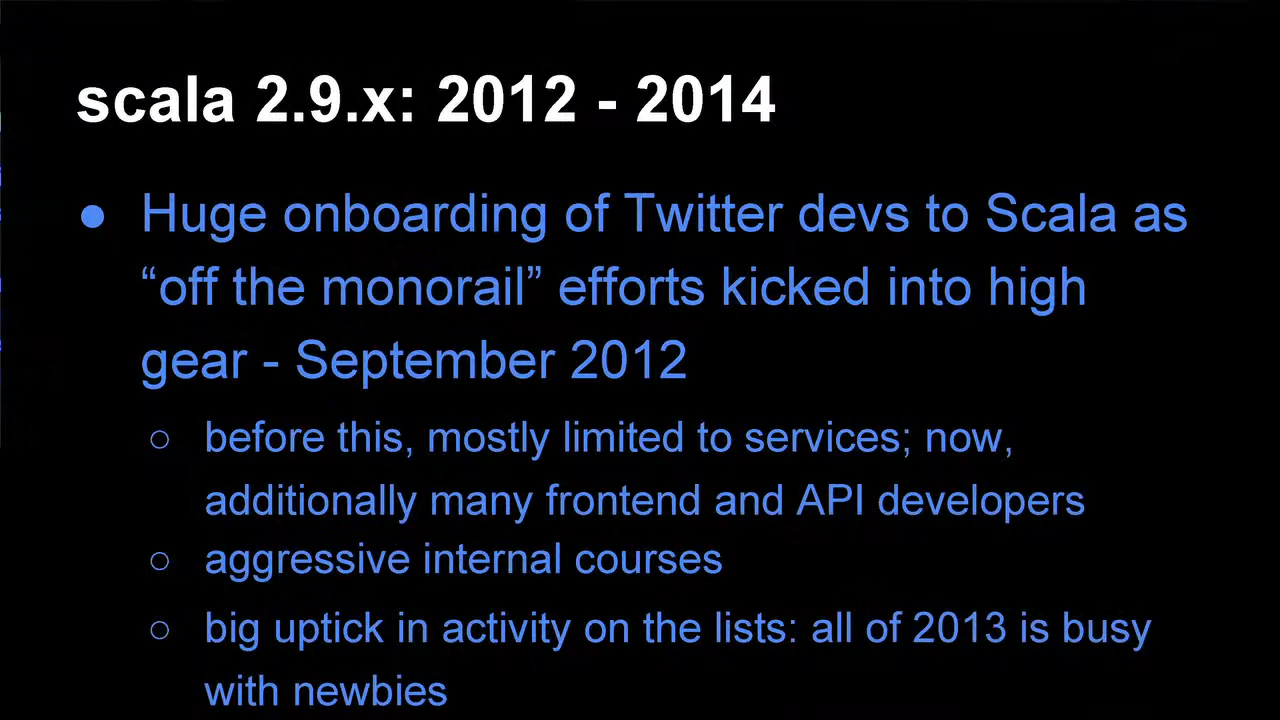 scala 2.9.x: 2012 - 2014
● Huge onboarding of Twitter devs to Scala as
“off the monorail” efforts kicked into high
gear - September 2012
○ before this, mostly limited to services; now,
additionally many frontend and API developers
○ aggressive internal courses
○ big uptick in activity on the lists: all of 2013 is busy
with newbies